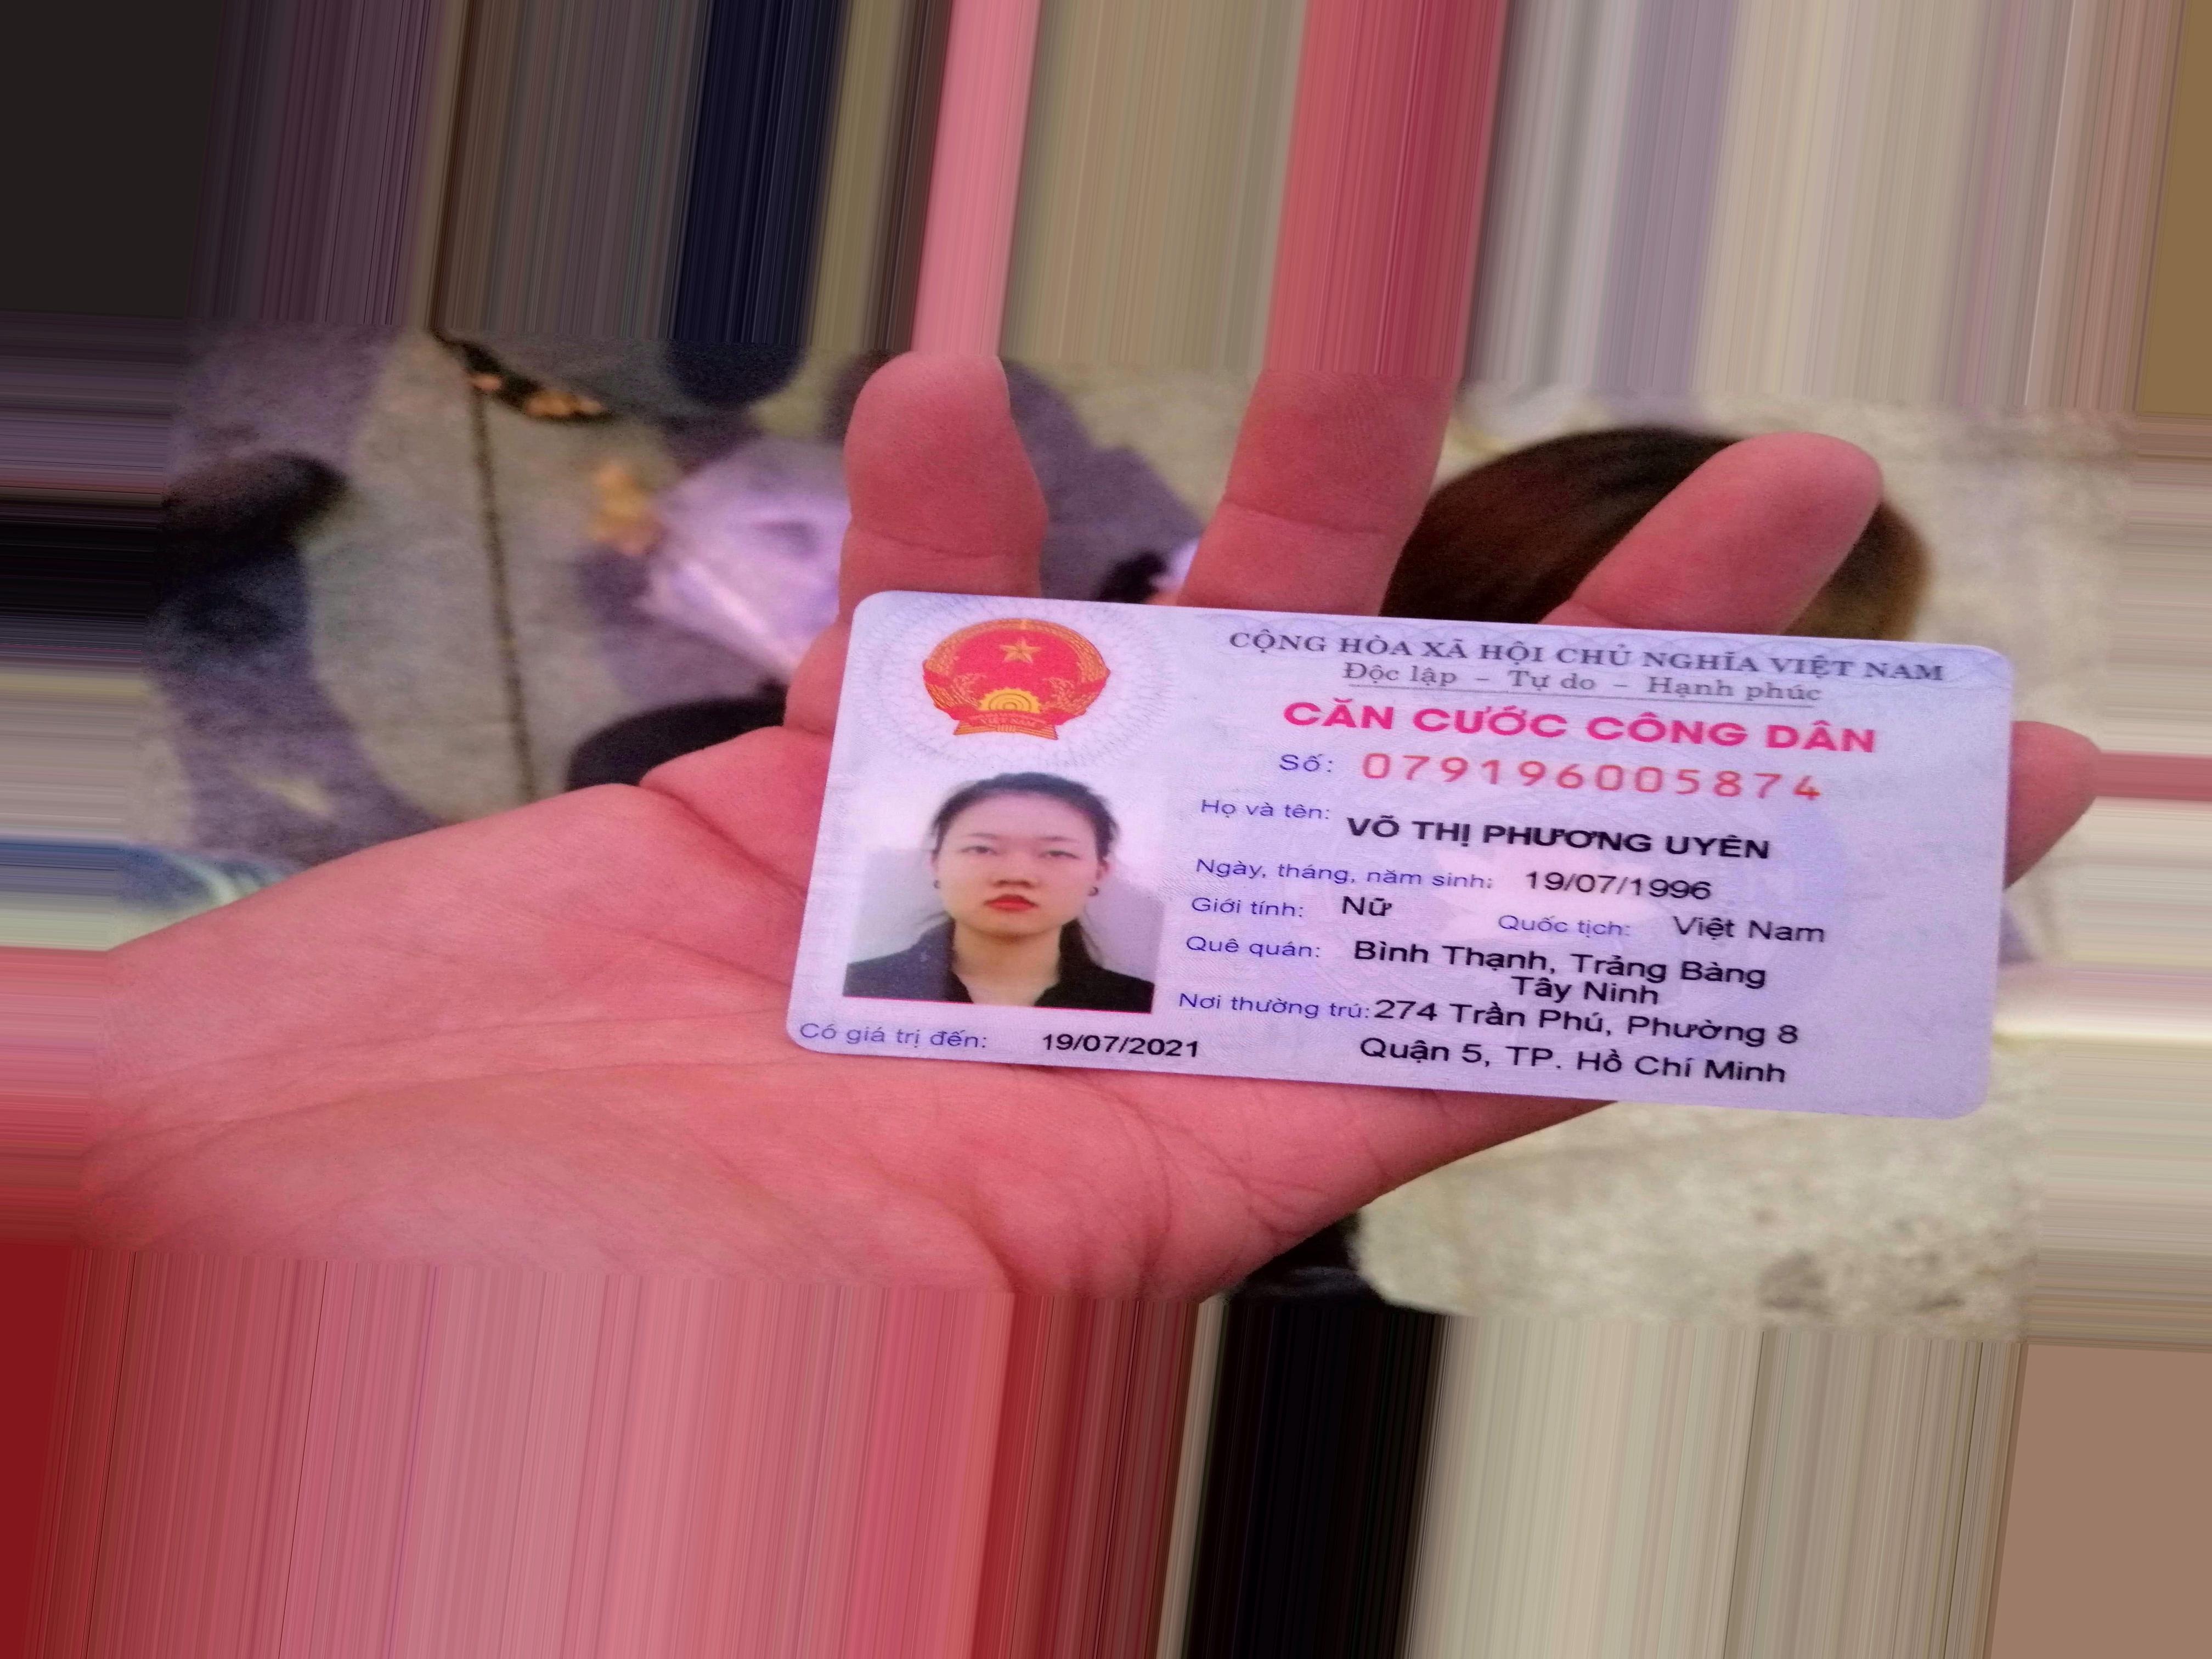 CỘNG HÒA XÃ HỘI CHỦ NGHĨA VIỆT NAM
Độc lập – Tự do – Hạnh phúc
CĂN CƯỚC CÔNG DÂN
Số: 079196005874
Họ và tên: VÕ THỊ PHƯƠNG UYÊN
Ngày, tháng, năm sinh: 19/07/1996
Giới tính: Nữ Quốc tịch: Việt Nam
Quê quán: Bình Thạnh, Trảng Bàng
Tây Ninh
Nơi thường trú: 274 Trần Phú, Phường 8
Quận 5, TP. Hồ Chí Minh
Có giá trị đến: 19/07/2021